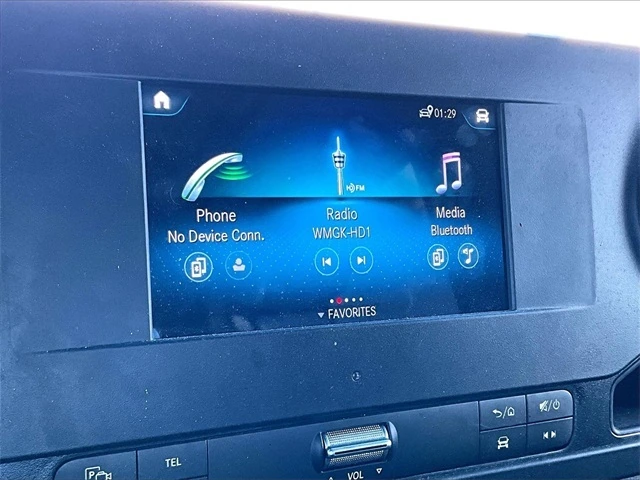 01:29
HD FM
Phone
Radio
Media
No Device Conn.
WMGK-HD1
Bluetooth
FAVORITES
P
TEL
VOL